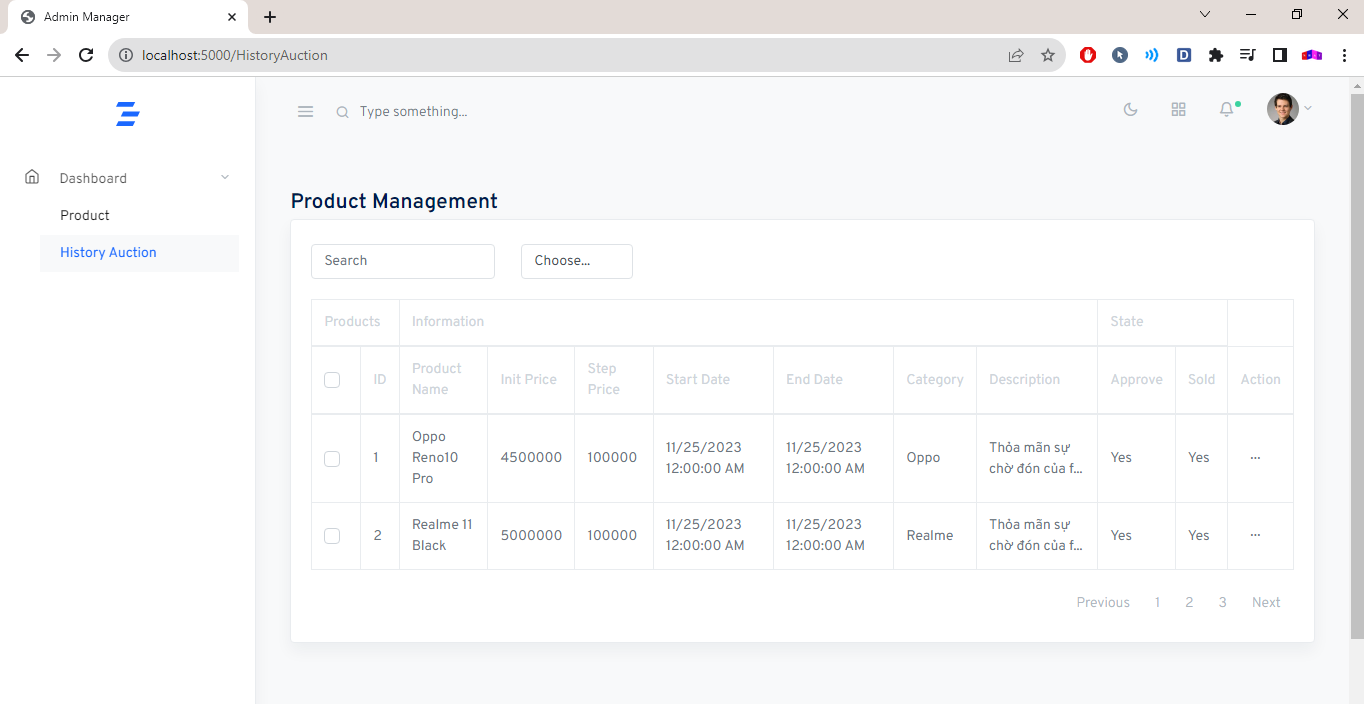 Admin Manager
localhost:5000/HistoryAuction
Type something...
Dashboard
Product
History Auction
Product Management
Search
Choose...
Products Information State
ID Product Name Init Price Step Price Start Date End Date Category Description Approve Sold Action
1 Oppo Reno10 Pro 4500000 100000 11/25/2023 12:00:00 AM 11/25/2023 12:00:00 AM Oppo Thỏa mãn sự chờ đón của f... Yes Yes ...
2 Realme 11 Black 5000000 100000 11/25/2023 12:00:00 AM 11/25/2023 12:00:00 AM Realme Thỏa mãn sự chờ đón của f... Yes Yes ...
Previous 1 2 3 Next